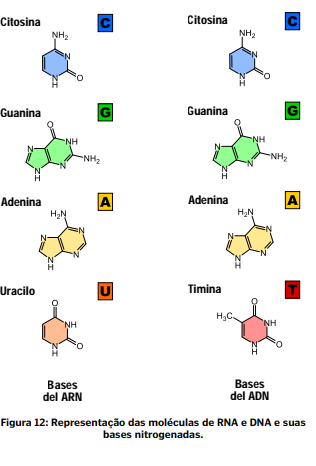 Citosina C
NH₂
N
N
H
O
Citosina C
NH₂
N
N
H
O
Guanina G
O
N
NH
N
H
N
NH₂
Guanina G
O
N
NH
N
H
N
NH₂
Adenina A
H₂N
N
N
N
H
N
Adenina A
H₂N
N
N
N
H
N
Uracilo U
O
NH
N
H
O
Timina T
O
H₃C
NH
N
H
O
Bases
del ARN
Bases
del ADN
Figura 12: Representação das moléculas de RNA e DNA e suas
bases nitrogenadas.